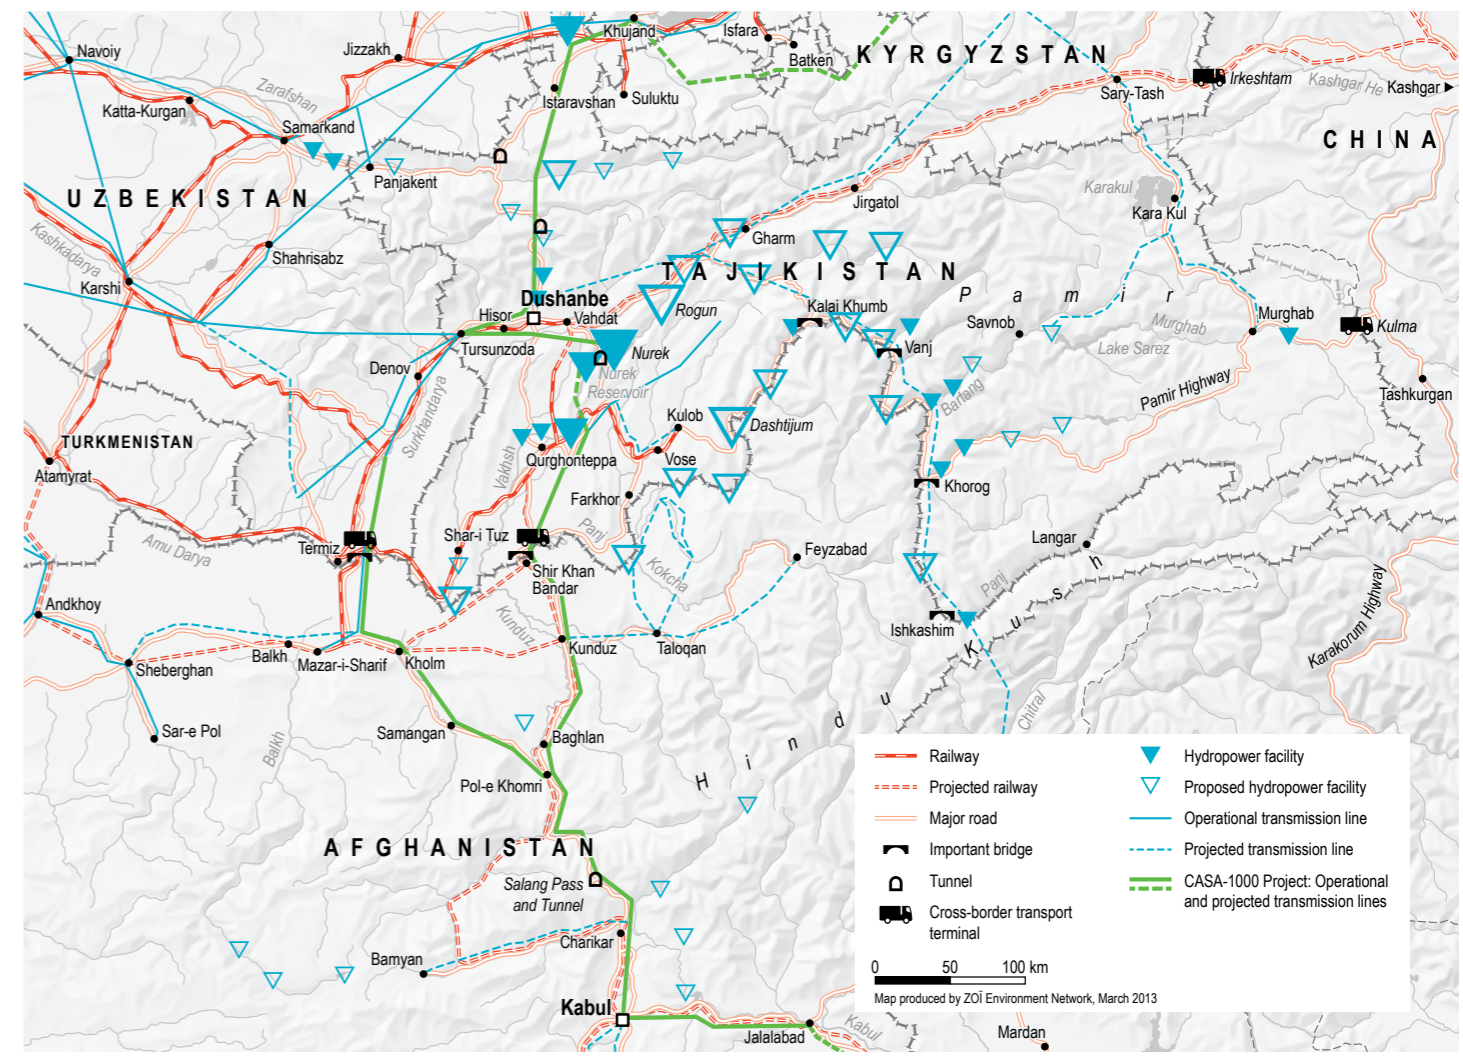 Navoiy
Jizzakh
Khujand
Isfara
Batken
KYRGYZSTAN
Irkeshtam
Kashgar He
Kashgar
Sary-Tash
Zarafshan
Katta-Kurgan
Istaravshan
Suluktu
Samarkand
CHINA
Panjakent
UZBEKISTAN
Karakul
Kara Kul
Jirgatol
Kashkadarya
Shahrisabz
Gharm
TAJIKISTAN
Karshi
Dushanbe
Hisor
Vahdat
Rogun
Kalai Khumb
Pamir
Savnob
Murghab
Murghab
Kulma
Tursunzoda
Nurek
Nurek
Reservoir
Vanj
Lake Sarez
Denov
Surkhandarya
Bartang
Pamir Highway
Tashkurgan
TURKMENISTAN
Kulob
Dashtijum
Qurghonteppa
Vose
Atamyrat
Vakhsh
Khorog
Farkhor
Amu Darya
Termiz
Shar-i Tuz
Panj
Feyzabad
Langar
Shir Khan
Bandar
Kokcha
Panj
Andkhoy
Kunduz
Ishkashim
Hindu Kush
Karakorum Highway
Balkh
Mazar-i-Sharif
Kholm
Kunduz
Taloqan
Sheberghan
Chitral
Sar-e Pol
Balkh
Samangan
Baghlan
Pol-e Khomri
AFGHANISTAN
Salang Pass
and Tunnel
Charikar
Bamyan
Kabul
Jalalabad
Kabul
Mardan
Railway
Projected railway
Major road
Important bridge
Tunnel
Cross-border transport
terminal
Hydropower facility
Proposed hydropower facility
Operational transmission line
Projected transmission line
CASA-1000 Project: Operational
and projected transmission lines
0 50 100 km
Map produced by ZOÏ Environment Network, March 2013